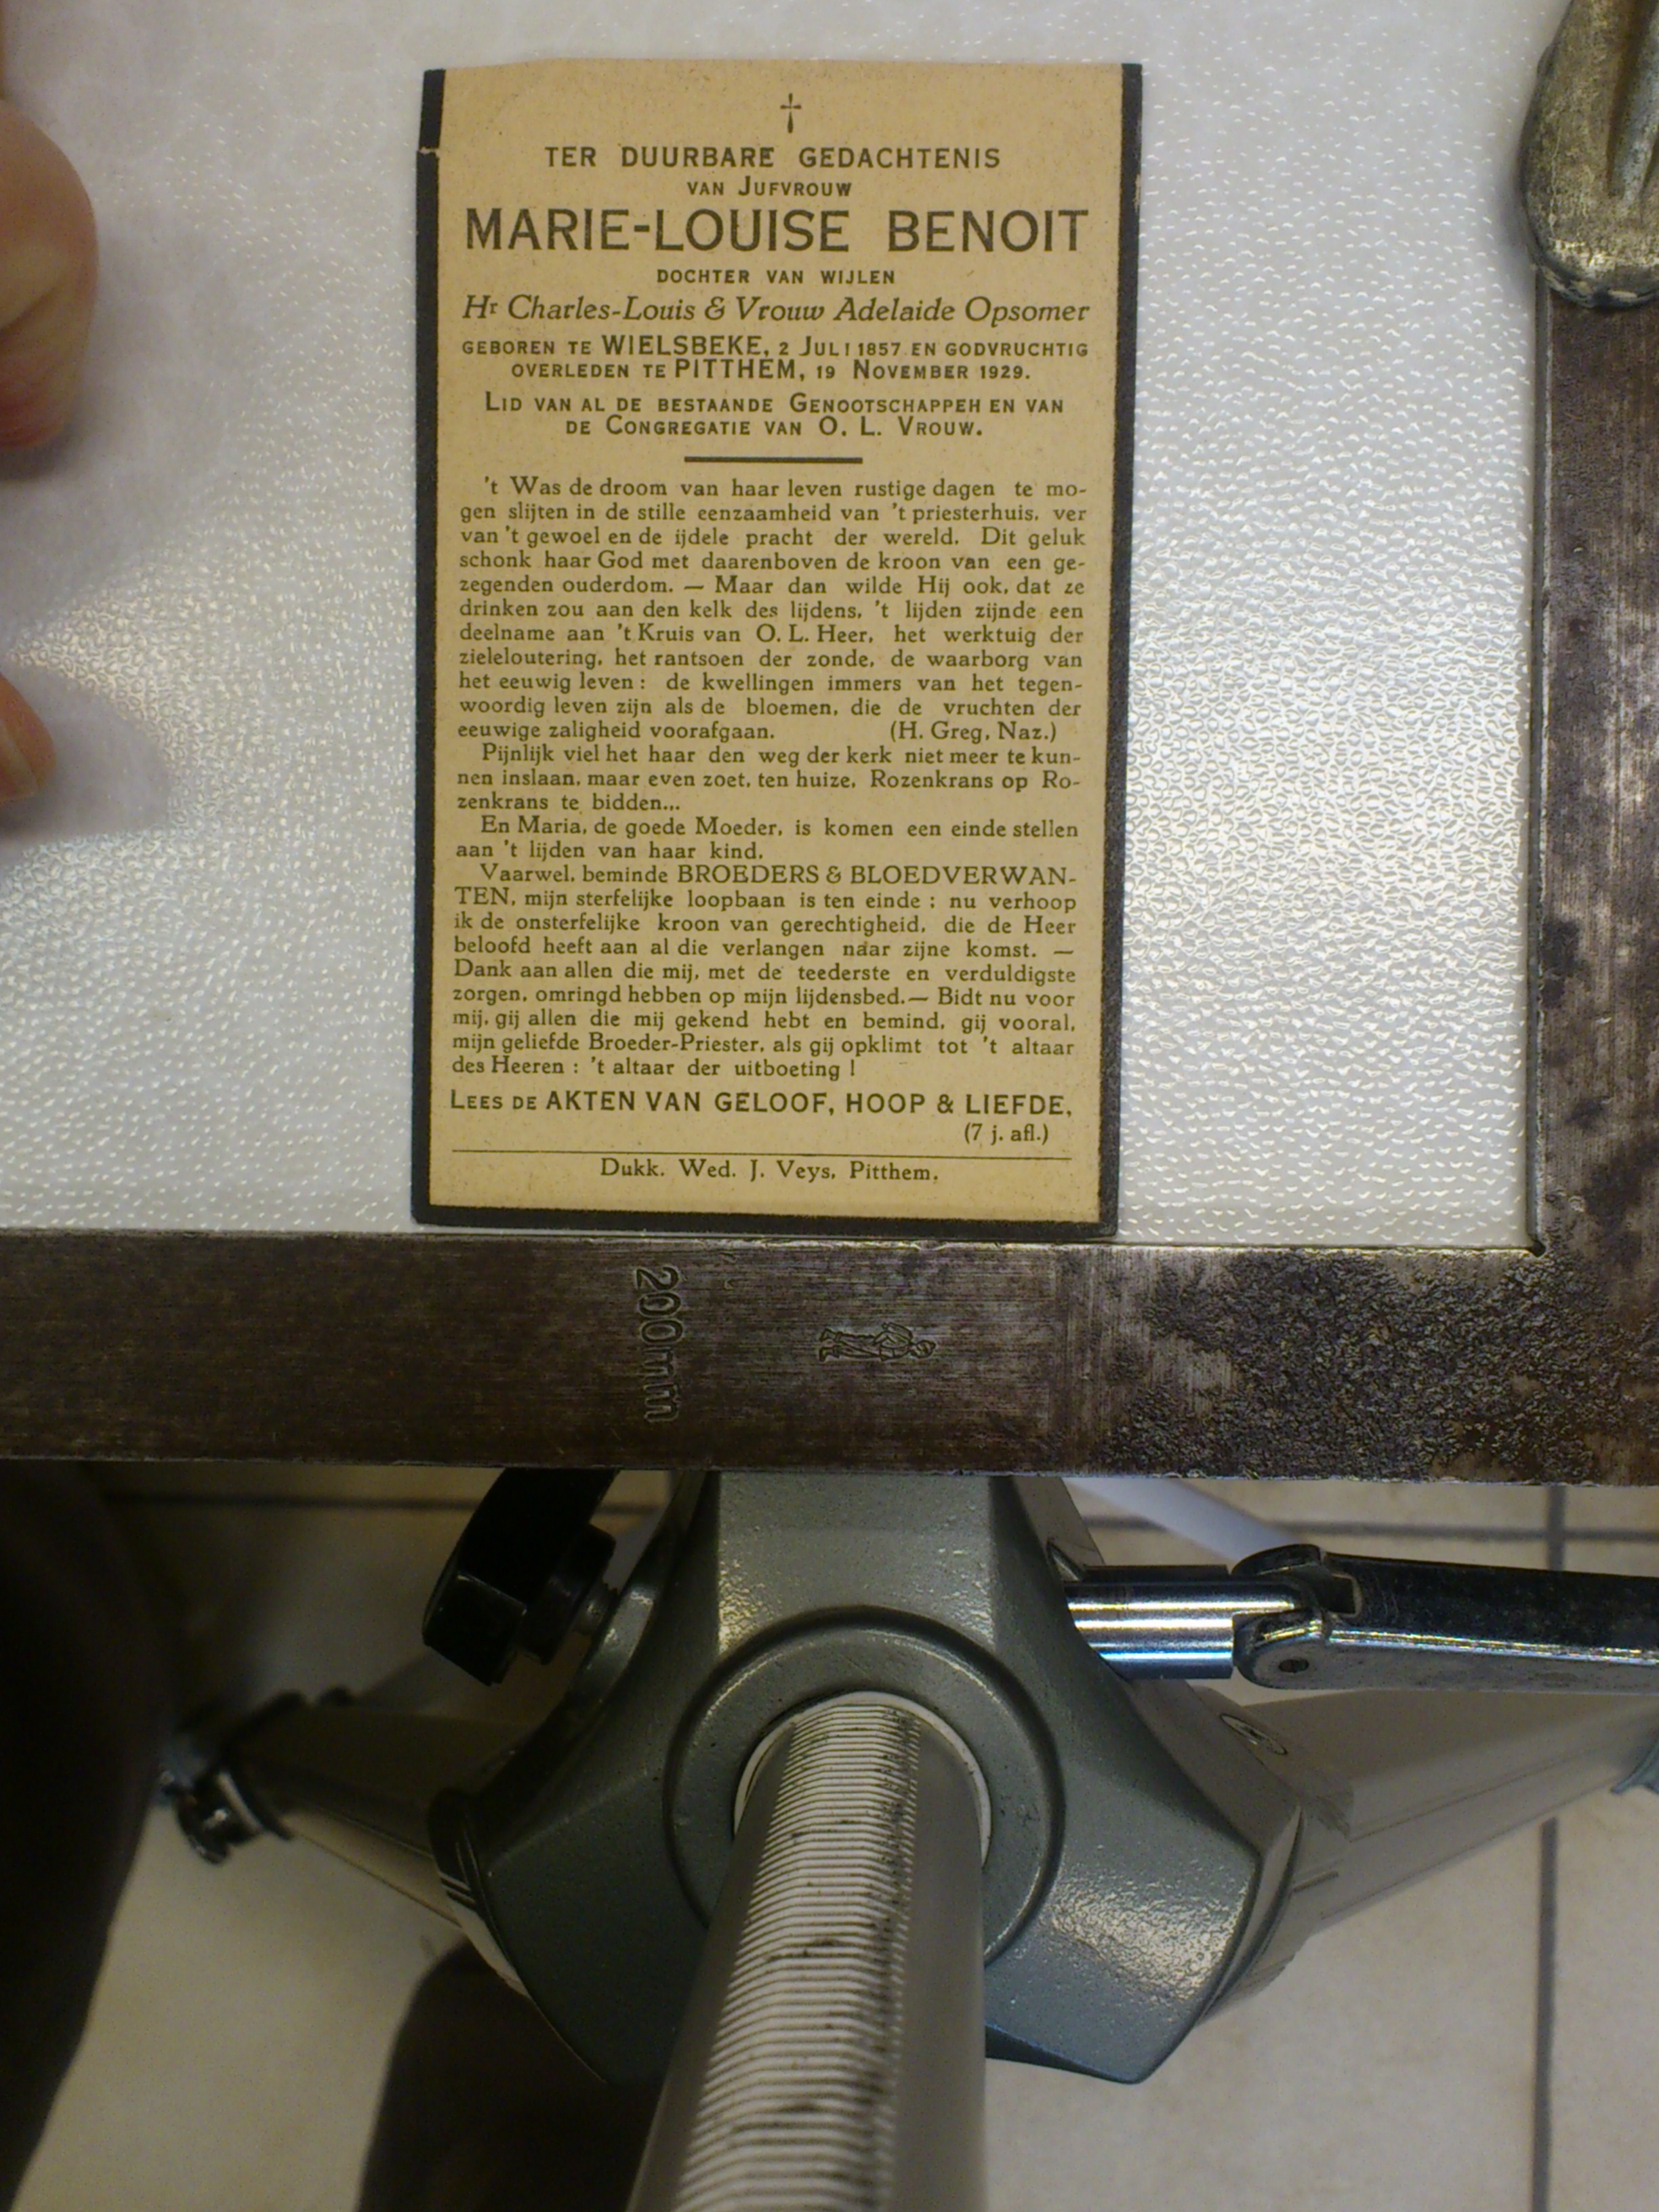 †
TER DUURBARE GEDACHTENIS
VAN JUFVROUW
MARIE-LOUISE BENOIT
DOCHTER VAN WIJLEN
Hr Charles-Louis & Vrouw Adelaide Opsomer
GEBOREN TE WIELSBEKE, 2 JULI 1857 EN GODVRUCHTIG
OVERLEDEN TE PITTHEM, 19 NOVEMBER 1929.
LID VAN AL DE BESTAANDE GENOOTSCHAPPEH EN VAN
DE CONGREGATIE VAN O. L. VROUW.
't Was de droom van haar leven rustige dagen te mo-
gen slijten in de stille eenzaamheid van 't priesterhuis, ver
van 't gewoel en de ijdele pracht der wereld. Dit geluk
schonk haar God met daarenboven de kroon van een ge-
zegenden ouderdom. — Maar dan wilde Hij ook, dat ze
drinken zou aan den kelk des lijdens, 't lijden zijnde een
deelname aan 't Kruis van O. L. Heer, het werktuig der
zieleloutering, het rantsoen der zonde, de waarborg van
het eeuwig leven : de kwellingen immers van het tegen-
woordig leven zijn als de bloemen, die de vruchten der
eeuwige zaligheid voorafgaan. (H. Greg. Naz.)
Pijnlijk viel het haar den weg der kerk niet meer te kun-
nen inslaan, maar even zoet, ten huize, Rozenkrans op Ro-
zenkrans te bidden...
En Maria, de goede Moeder, is komen een einde stellen
aan 't lijden van haar kind.
Vaarwel, beminde BROEDERS & BLOEDVERWAN-
TEN, mijn sterfelijke loopbaan is ten einde : nu verhoop
ik de onsterfelijke kroon van gerechtigheid, die de Heer
beloofd heeft aan al die verlangen naar zijne komst. —
Dank aan allen die mij, met de teederste en verduldigste
zorgen, omringd hebben op mijn lijdensbed.— Bidt nu voor
mij, gij allen die mij gekend hebt en bemind, gij vooral,
mijn geliefde Broeder-Priester, als gij opklimt tot 't altaar
des Heeren : 't altaar der uitboeting !
LEES DE AKTEN VAN GELOOF, HOOP & LIEFDE,
(7 j. afl.)
Dukk. Wed. J. Veys, Pitthem.
200mm